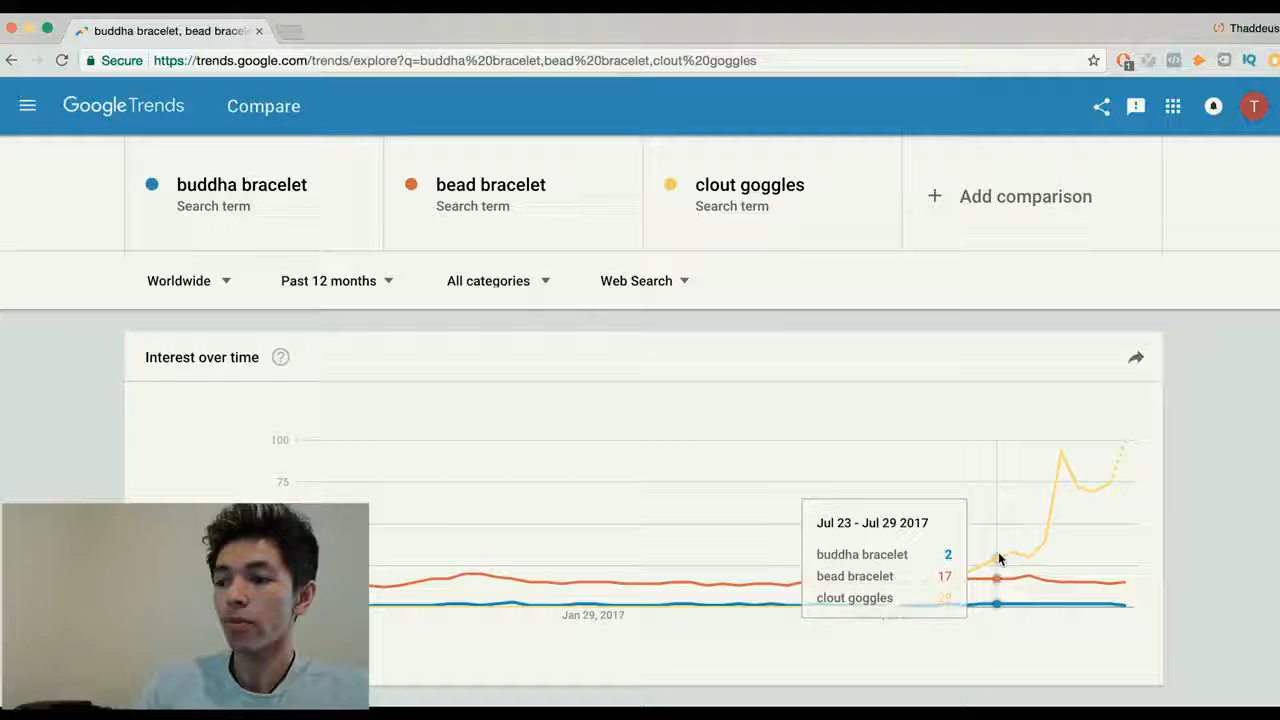 buddha bracelet, bead brace
Thaddeus
Secure https://trends.google.com/trends/explore?q=buddha%20bracelet,bead%20bracelet,clout%20goggles
1
IQ
Google Trends Compare
T
buddha bracelet
Search term
bead bracelet
Search term
clout goggles
Search term
+ Add comparison
Worldwide
Past 12 months
All categories
Web Search
Interest over time ?
100
75
Jul 23 - Jul 29 2017
buddha bracelet 2
bead bracelet 17
clout goggles
Jan 29, 2017